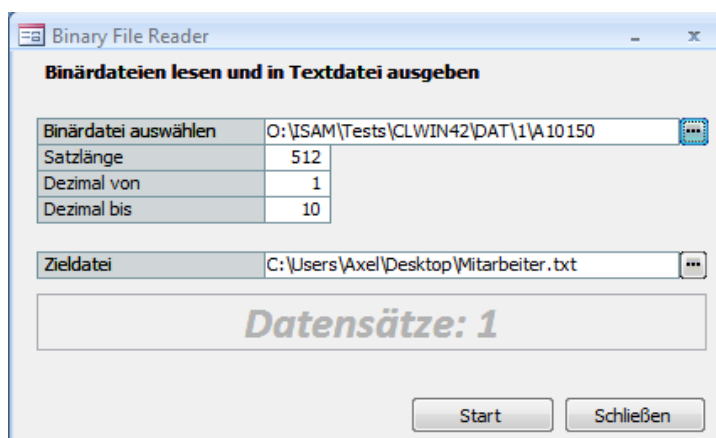 Binary File Reader
Binärdateien lesen und in Textdatei ausgeben
Binärdatei auswählen O:\ISAM\Tests\CLWIN42\DAT\1\A10150 ...
Satzlänge 512
Dezimal von 1
Dezimal bis 10
Zieldatei C:\Users\Axel\Desktop\Mitarbeiter.txt ...
Datensätze: 1
Start Schließen